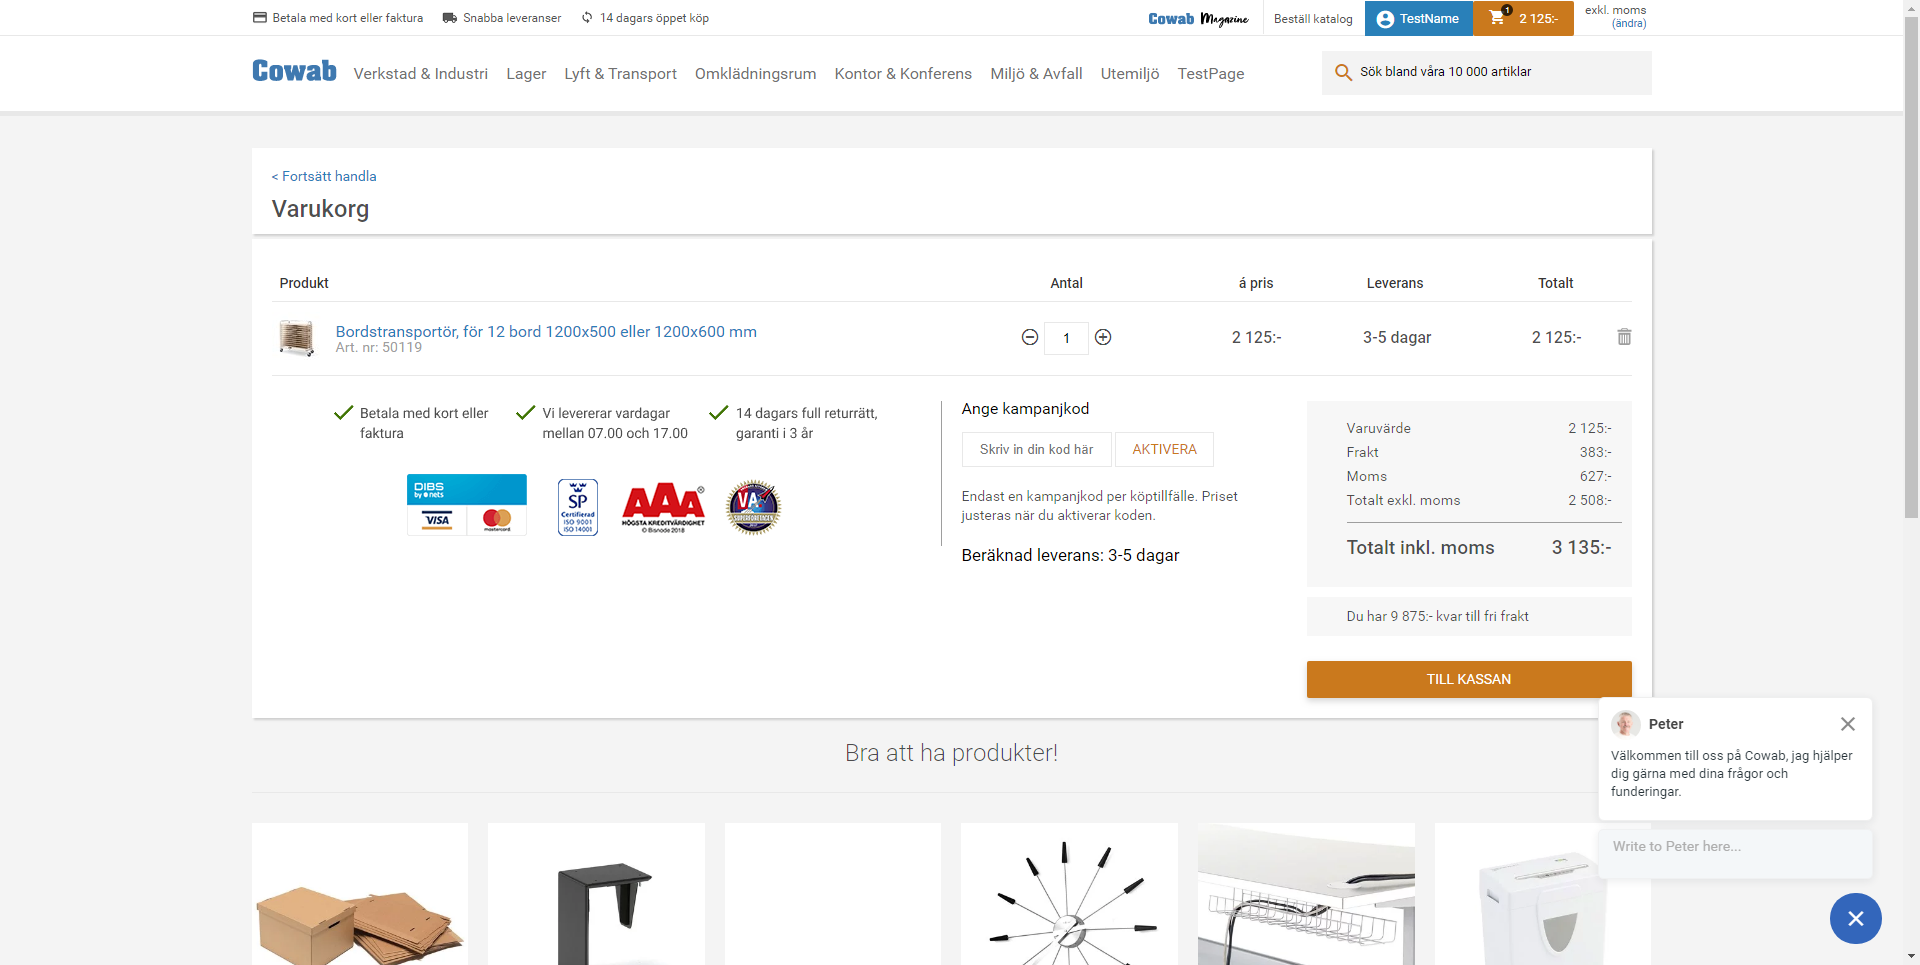 Betala med kort eller faktura
Snabba leveranser
14 dagars öppet köp
Cowab Magazine
Beställ katalog
TestName
1
2 125:-
exkl. moms
(ändra)
Cowab
Verkstad & Industri
Lager
Lyft & Transport
Omklädningsrum
Kontor & Konferens
Miljö & Avfall
Utemiljö
TestPage
Sök bland våra 10 000 artiklar
< Fortsätt handla
Varukorg
Produkt
Antal
á pris
Leverans
Totalt
Bordstransportör, för 12 bord 1200x500 eller 1200x600 mm
Art. nr: 50119
1
2 125:-
3-5 dagar
2 125:-
Betala med kort eller
faktura
Vi levererar vardagar
mellan 07.00 och 17.00
14 dagars full returrätt,
garanti i 3 år
DIBS
by nets
VISA
mastercard
SP
Certifierad
ISO 9001
ISO 14001
AAA®
HÖGSTA KREDITVÄRDIGHET
© Bisnode 2018
VA
SUPERFÖRETAGEN
Ange kampanjkod
Skriv in din kod här
AKTIVERA
Endast en kampanjkod per köptillfälle. Priset
justeras när du aktiverar koden.
Beräknad leverans: 3-5 dagar
Varuvärde 2 125:-
Frakt 383:-
Moms 627:-
Totalt exkl. moms 2 508:-
Totalt inkl. moms 3 135:-
Du har 9 875:- kvar till fri frakt
TILL KASSAN
Bra att ha produkter!
Peter
Välkommen till oss på Cowab, jag hjälper
dig gärna med dina frågor och
funderingar.
Write to Peter here...